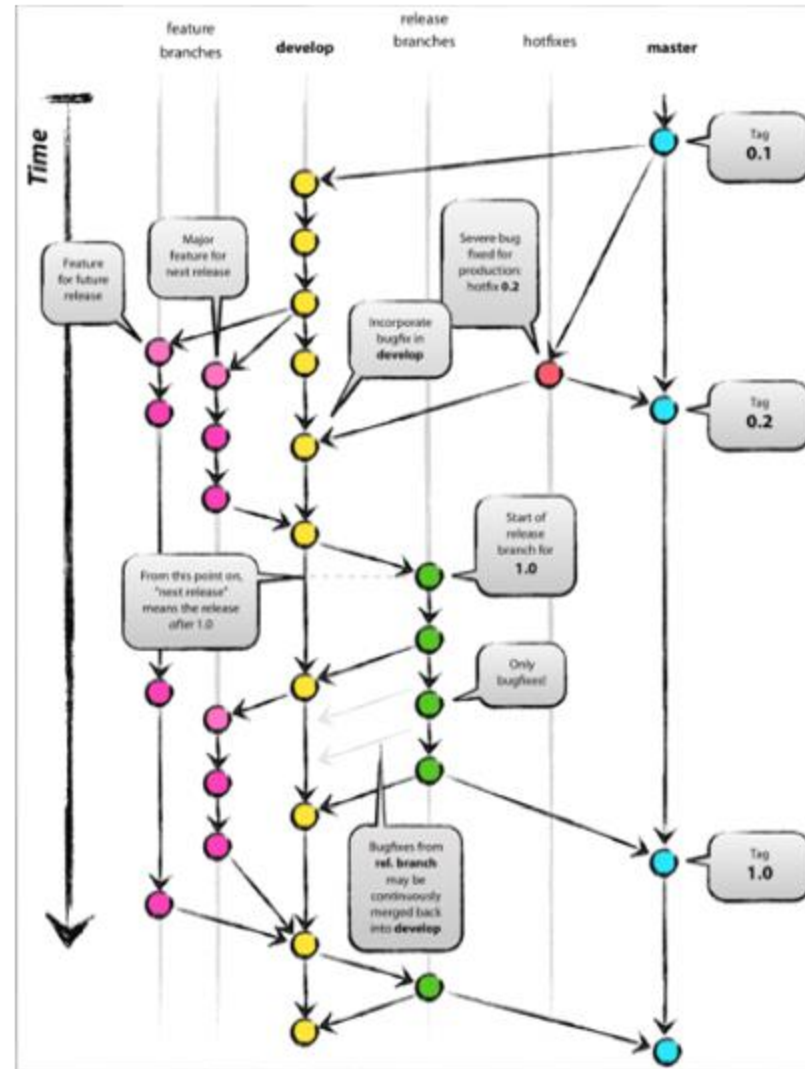 feature
branches
develop
release
branches
hotfixes
master
Time
Tag
0.1
Major
feature for
next release
Feature
for future
release
Severe bug
fixed for
production:
hotfix 0.2
Incorporate
bugfix in
develop
Tag
0.2
Start of
release
branch for
1.0
From this point on,
"next release"
means the release
after 1.0
Only
bugfixes!
Bugfixes from
rel. branch
may be
continuously
merged back
into develop
Tag
1.0